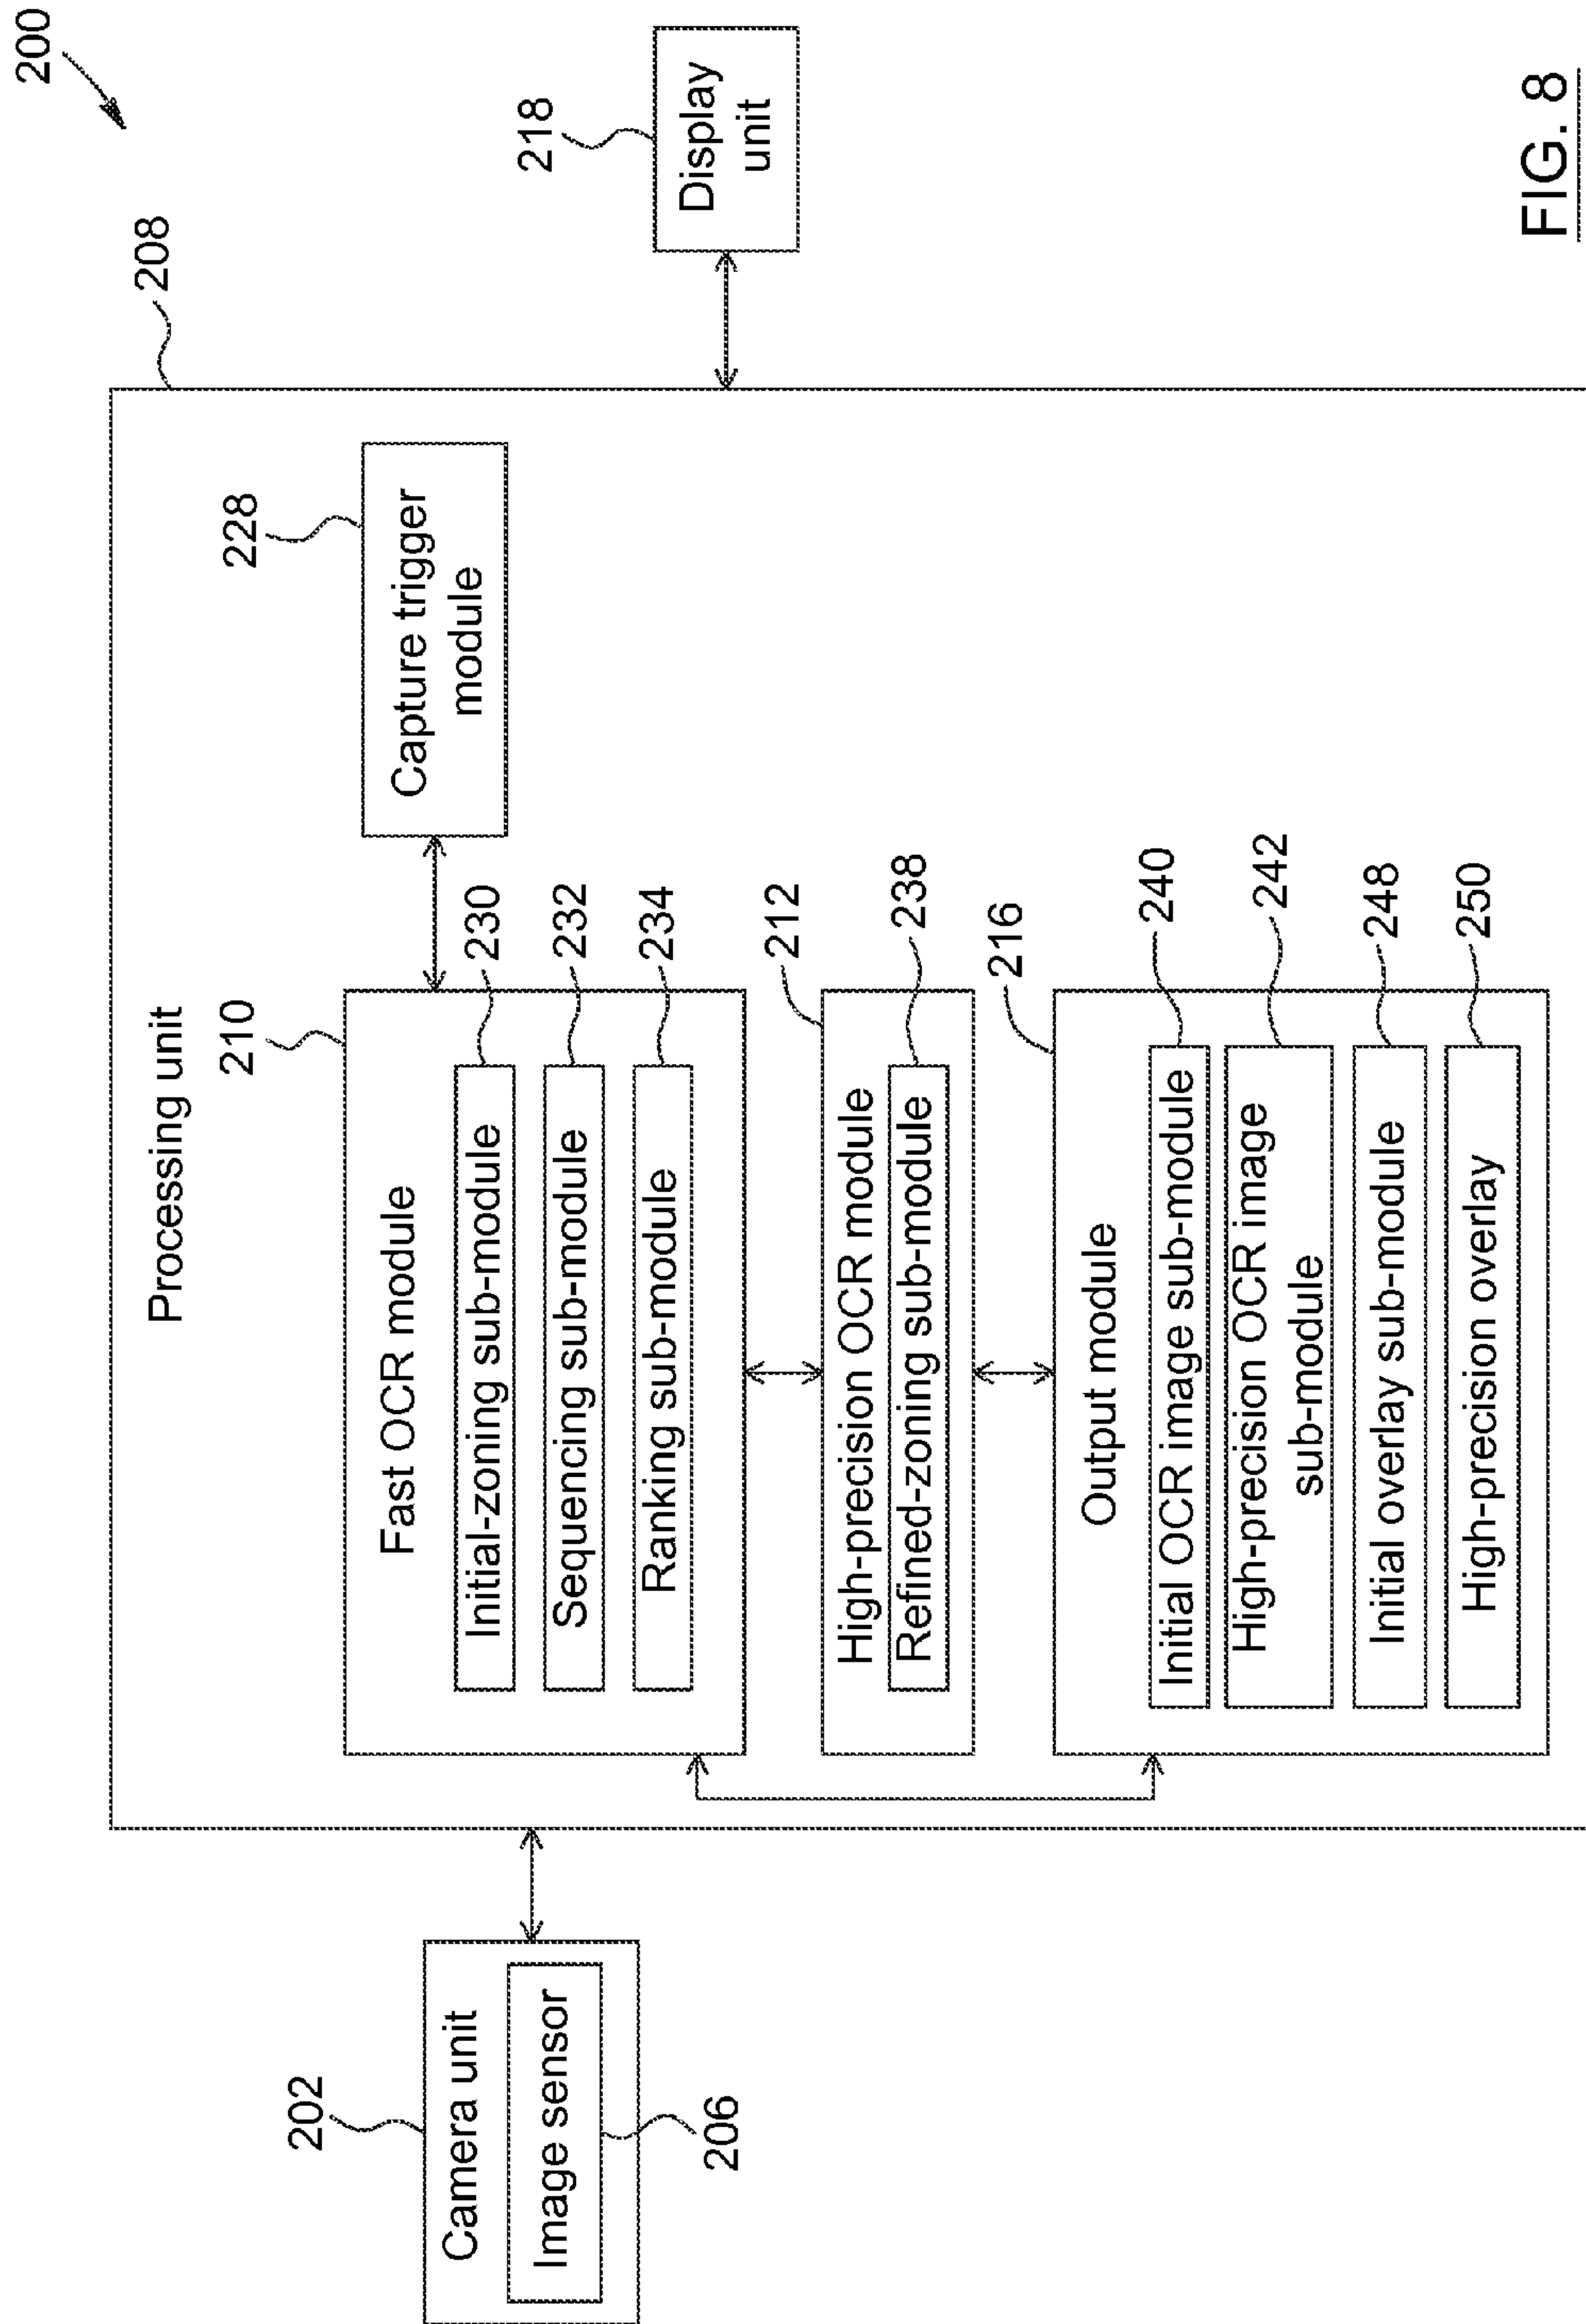 200
208
218
Processing unit
Display
unit
228
Capture trigger
module
210
Fast OCR module
230
Initial-zoning sub-module
232
Sequencing sub-module
234
Ranking sub-module
202
Camera unit
Image sensor
206
212
High-precision OCR module
238
Refined-zoning sub-module
216
Output module
240
Initial OCR image sub-module
242
High-precision OCR image
sub-module
248
Initial overlay sub-module
250
High-precision overlay
FIG. 8